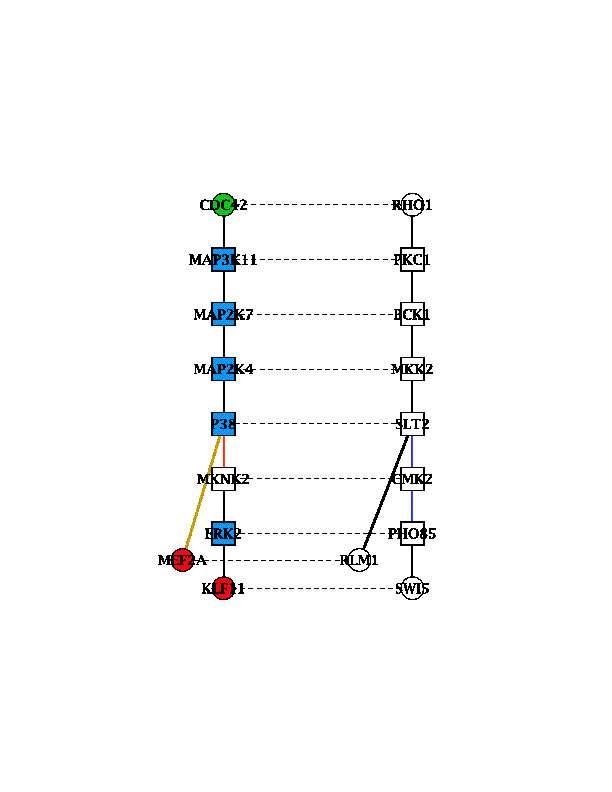 CDC42 RHO1
MAP3K11 PKC1
MAP2K7 BCK1
MAP2K4 MKK2
P38 SLT2
MKNK2 CMK2
ERK2 PHO85
MEF2A RLM1
KLF11 SWI5